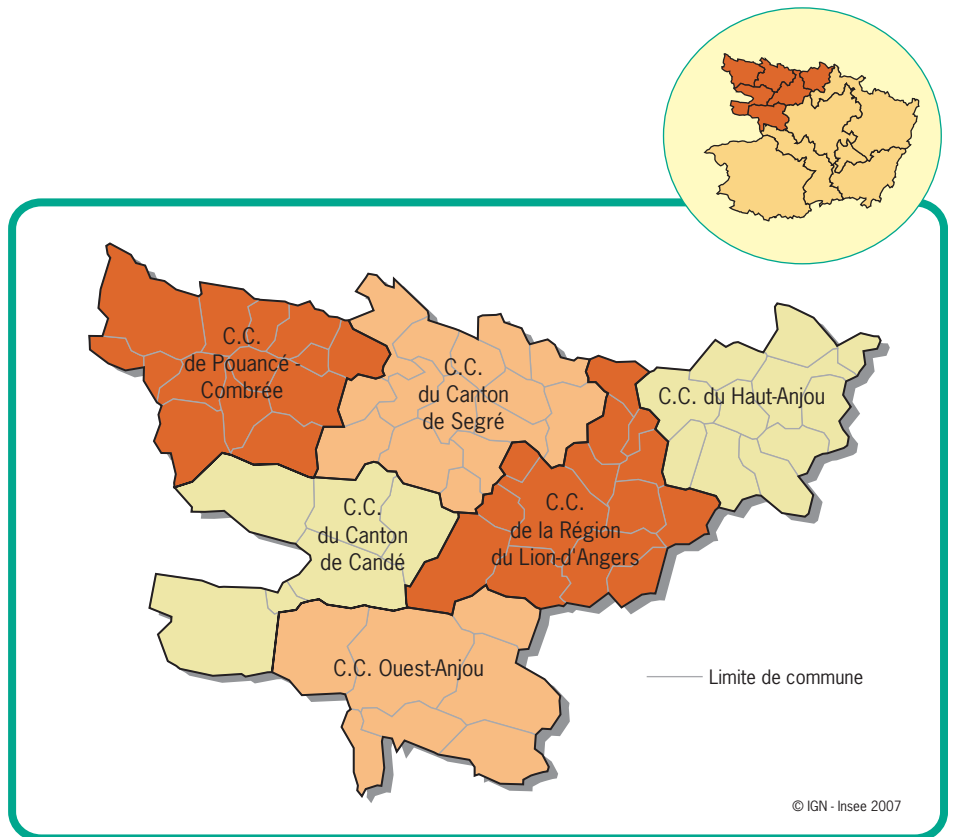 C.C.
de Pouancé -
Combrée
C.C.
du Canton
de Segré
C.C. du Haut-Anjou
C.C.
du Canton
de Candé
C.C.
de la Région
du Lion-d'Angers
C.C. Ouest-Anjou
Limite de commune
© IGN - Insee 2007